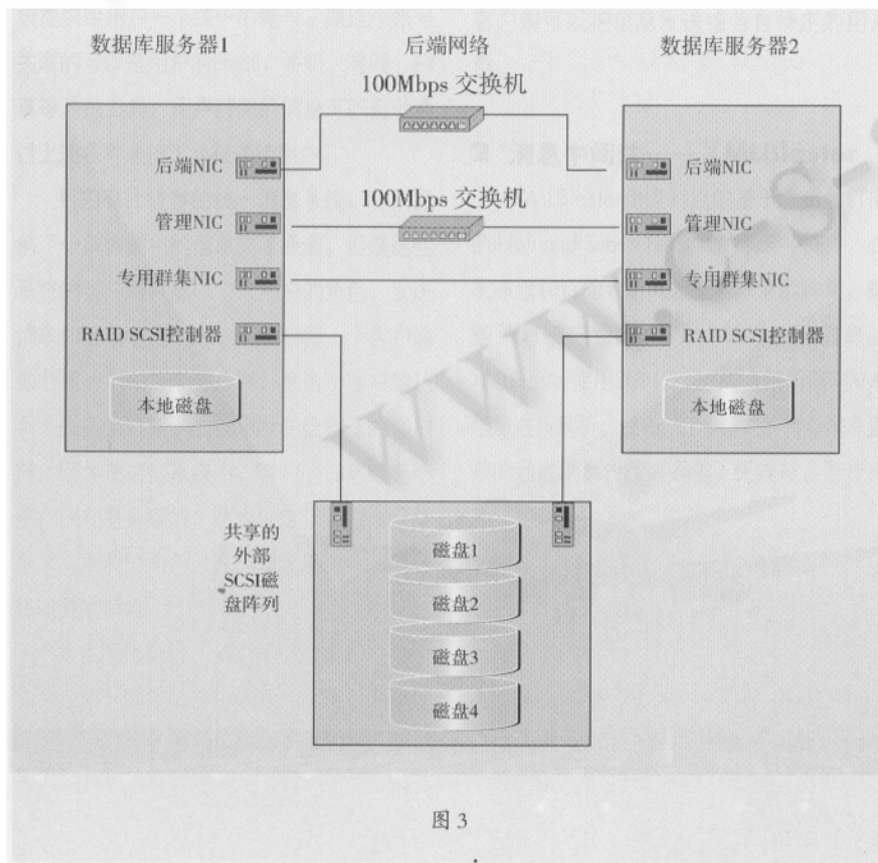 数据库服务器1
后端网络
数据库服务器2
100Mbps 交换机
后端NIC
后端NIC
100Mbps 交换机
管理NIC
管理NIC
专用群集NIC
专用群集NIC
RAID SCSI控制器
RAID SCSI控制器
本地磁盘
本地磁盘
共享的
外部
SCSI磁
盘阵列
磁盘1
磁盘2
磁盘3
磁盘4
www.c-s-
图 3